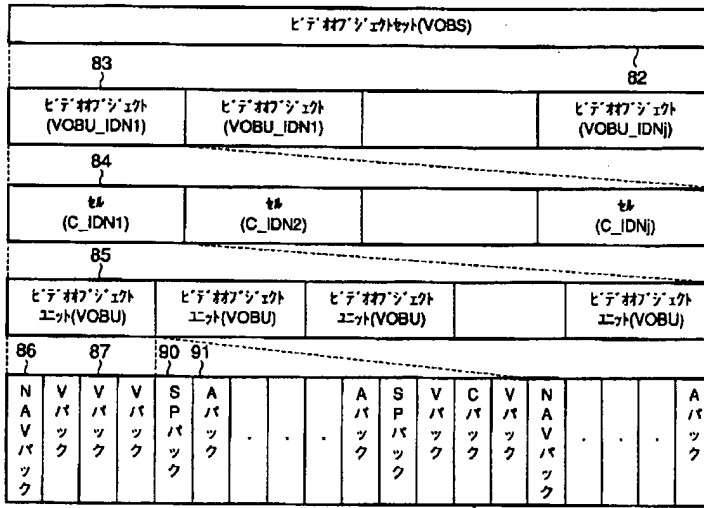 ﾋﾞﾃﾞｵｵﾌﾞｼﾞｪｸﾄｾｯﾄ(VOBS)
83
82
ﾋﾞﾃﾞｵｵﾌﾞｼﾞｪｸﾄ
(VOBU_IDN1)
ﾋﾞﾃﾞｵｵﾌﾞｼﾞｪｸﾄ
(VOBU_IDN1)
ﾋﾞﾃﾞｵｵﾌﾞｼﾞｪｸﾄ
(VOBU_IDNj)
84
ｾﾙ
(C_IDN1)
ｾﾙ
(C_IDN2)
ｾﾙ
(C_IDNj)
85
ﾋﾞﾃﾞｵｵﾌﾞｼﾞｪｸﾄ
ﾕﾆｯﾄ(VOBU)
ﾋﾞﾃﾞｵｵﾌﾞｼﾞｪｸﾄ
ﾕﾆｯﾄ(VOBU)
ﾋﾞﾃﾞｵｵﾌﾞｼﾞｪｸﾄ
ﾕﾆｯﾄ(VOBU)
ﾋﾞﾃﾞｵｵﾌﾞｼﾞｪｸﾄ
ﾕﾆｯﾄ(VOBU)
86
87
90
91
NAVパック
Vパック
Vパック
Vパック
SPパック
Aパック
.
.
.
Aパック
SPパック
Vパック
Cパック
Vパック
NAVパック
.
.
.
Aパック